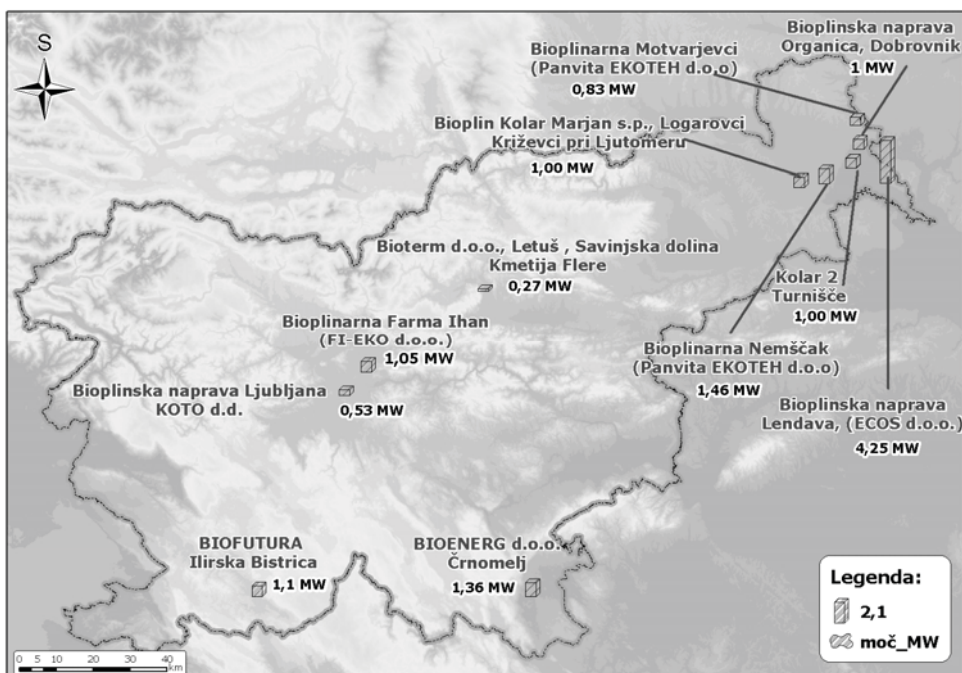 S
Bioplinska naprava
Organica, Dobrovnik
1 MW
Bioplinarna Motvarjevci
(Panvita EKOTEH d.o.o)
0,83 MW
Bioplin Kolar Marjan s.p., Logarovci
Križevci pri Ljutomeru
1,00 MW
Bioterm d.o.o., Letuš , Savinjska dolina
Kmetija Flere
0,27 MW
Kolar 2
Turnišče
1,00 MW
Bioplinarna Farma Ihan
(FI-EKO d.o.o.)
1,05 MW
Bioplinarna Nemščak
(Panvita EKOTEH d.o.o)
1,46 MW
Bioplinska naprava Ljubljana
KOTO d.d.
0,53 MW
Bioplinska naprava
Lendava, (ECOS d.o.o.)
4,25 MW
BIOFUTURA
Ilirska Bistrica
1,1 MW
BIOENERG d.o.o.
Črnomelj
1,36 MW
Legenda:
2,1
moč_MW
0 5 10 20 30 40
km